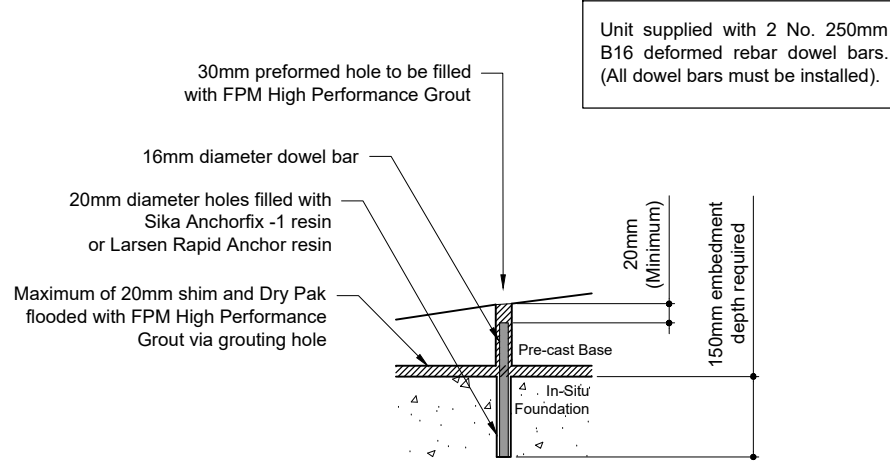 Unit supplied with 2 No. 250mm
B16 deformed rebar dowel bars.
(All dowel bars must be installed).
30mm preformed hole to be filled
with FPM High Performance Grout
16mm diameter dowel bar
20mm diameter holes filled with
Sika Anchorfix -1 resin
or Larsen Rapid Anchor resin
Maximum of 20mm shim and Dry Pak
flooded with FPM High Performance
Grout via grouting hole
20mm
(Minimum)
150mm embedment
depth required
Pre-cast Base
In-Situ
Foundation